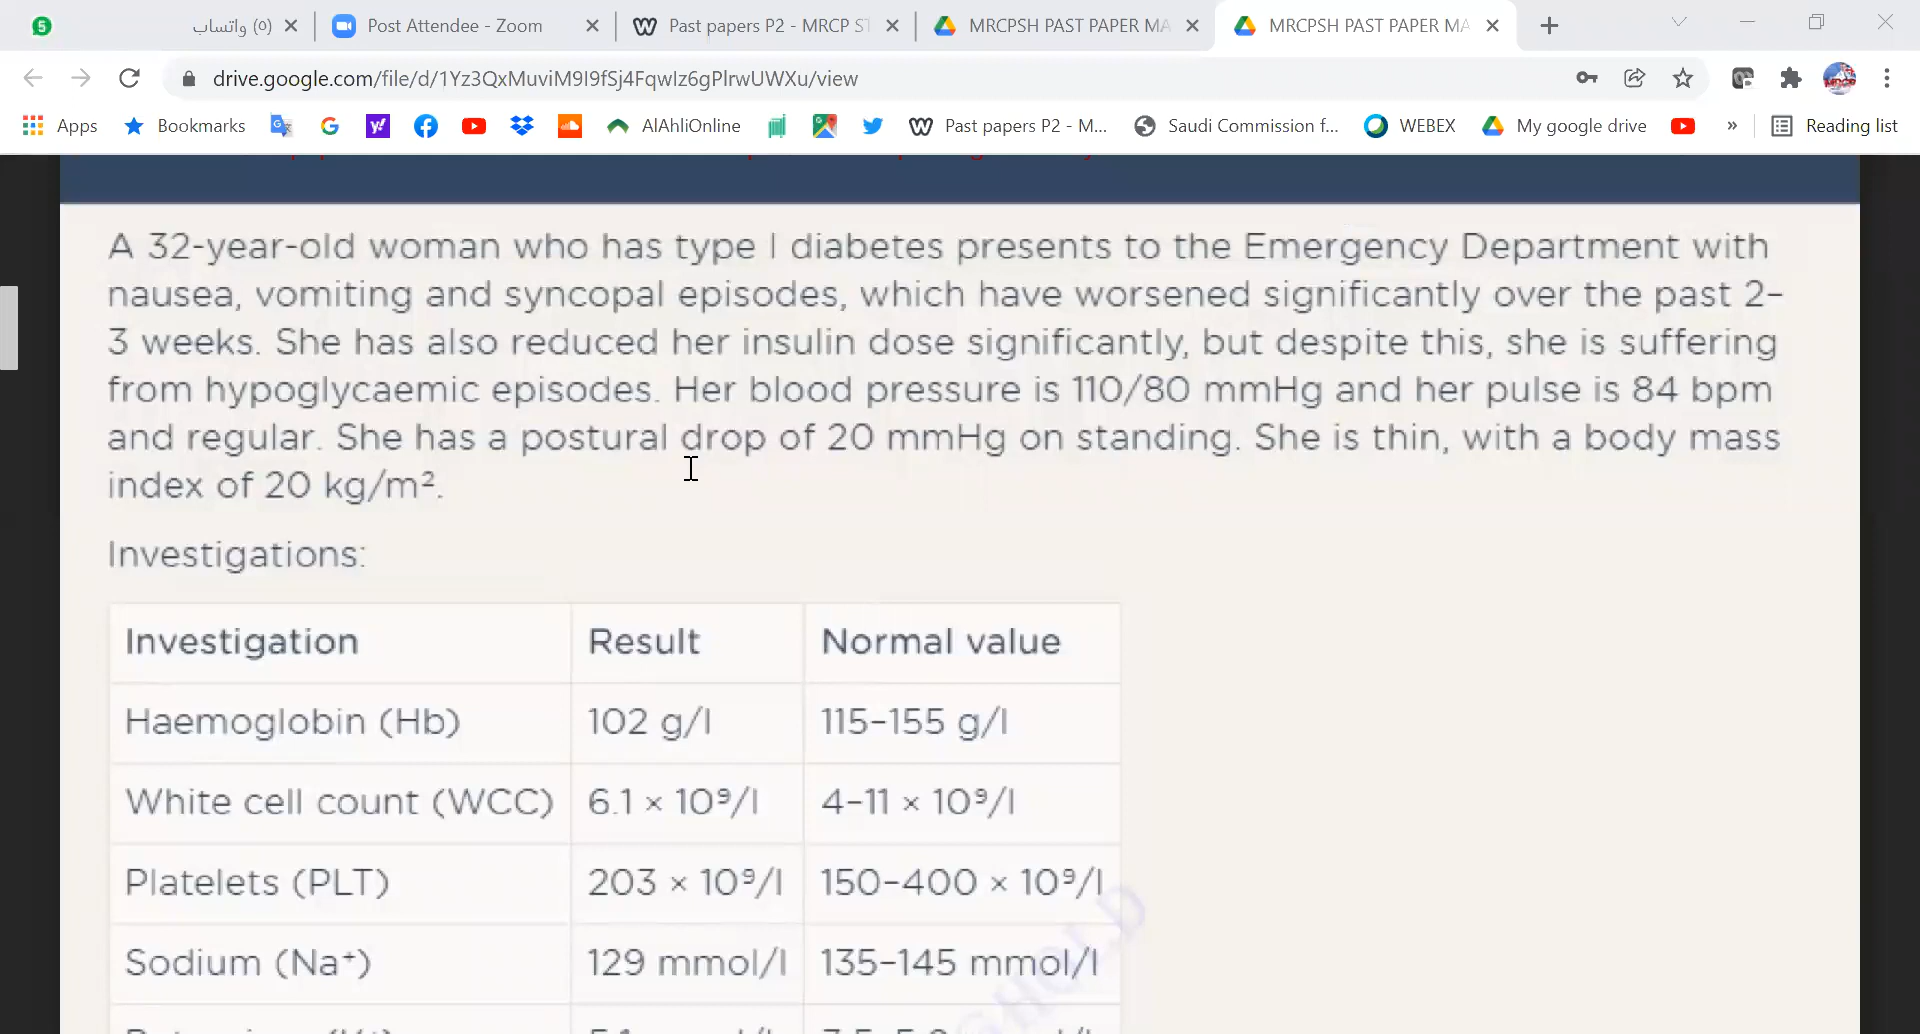 (٥) واتساب
Post Attendee - Zoom
Past papers P2 - MRCP ST
MRCPSH PAST PAPER MA
MRCPSH PAST PAPER MA
drive.google.com/file/d/1Yz3QxMuviM9I9fSj4FqwIz6gPlrwUWXu/view
Apps Bookmarks AlAhliOnline Past papers P2 - M... Saudi Commission f... WEBEX My google drive » Reading list
A 32-year-old woman who has type I diabetes presents to the Emergency Department with
nausea, vomiting and syncopal episodes, which have worsened significantly over the past 2–
3 weeks. She has also reduced her insulin dose significantly, but despite this, she is suffering
from hypoglycaemic episodes. Her blood pressure is 110/80 mmHg and her pulse is 84 bpm
and regular. She has a postural drop of 20 mmHg on standing. She is thin, with a body mass
index of 20 kg/m².
Investigations:
Investigation Result Normal value
Haemoglobin (Hb) 102 g/l 115–155 g/l
White cell count (WCC) 6.1 × 10⁹/l 4–11 × 10⁹/l
Platelets (PLT) 203 × 10⁹/l 150–400 × 10⁹/l
Sodium (Na⁺) 129 mmol/l 135–145 mmol/l